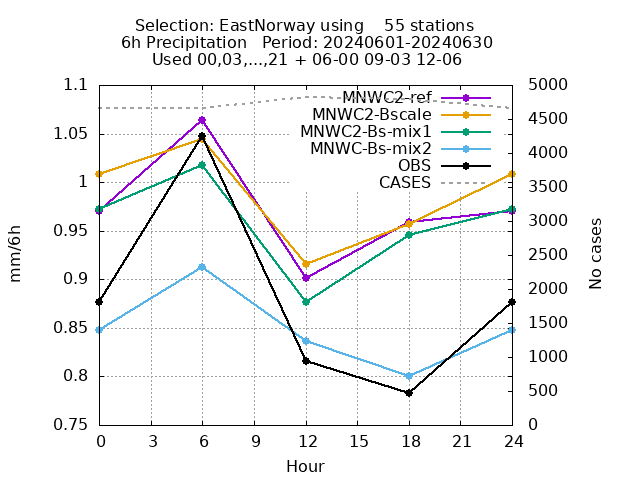 Selection: EastNorway using    55 stations
6h Precipitation   Period: 20240601-20240630
Used 00,03,...,21 + 06-00 09-03 12-06
MNWC2-ref
MNWC2-Bscale
MNWC2-Bs-mix1
MNWC-Bs-mix2
OBS
CASES
1.1
1.05
1
0.95
0.9
0.85
0.8
0.75
mm/6h
5000
4500
4000
3500
3000
2500
2000
1500
1000
500
0
No cases
0 3 6 9 12 15 18 21 24
Hour